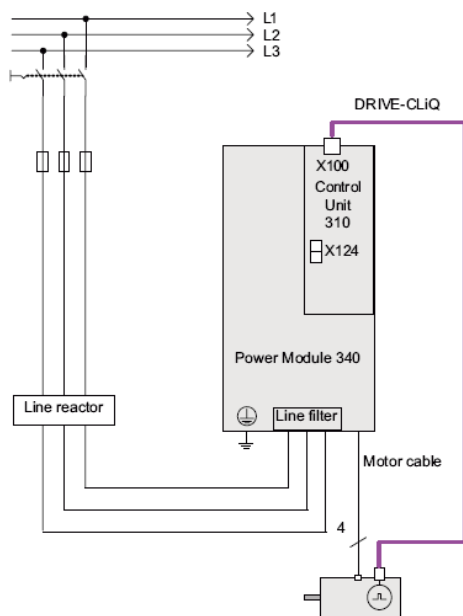 L1
L2
L3
DRIVE-CLiQ
X100
Control
Unit
310
X124
Power Module 340
Line reactor
Line filter
Motor cable
4